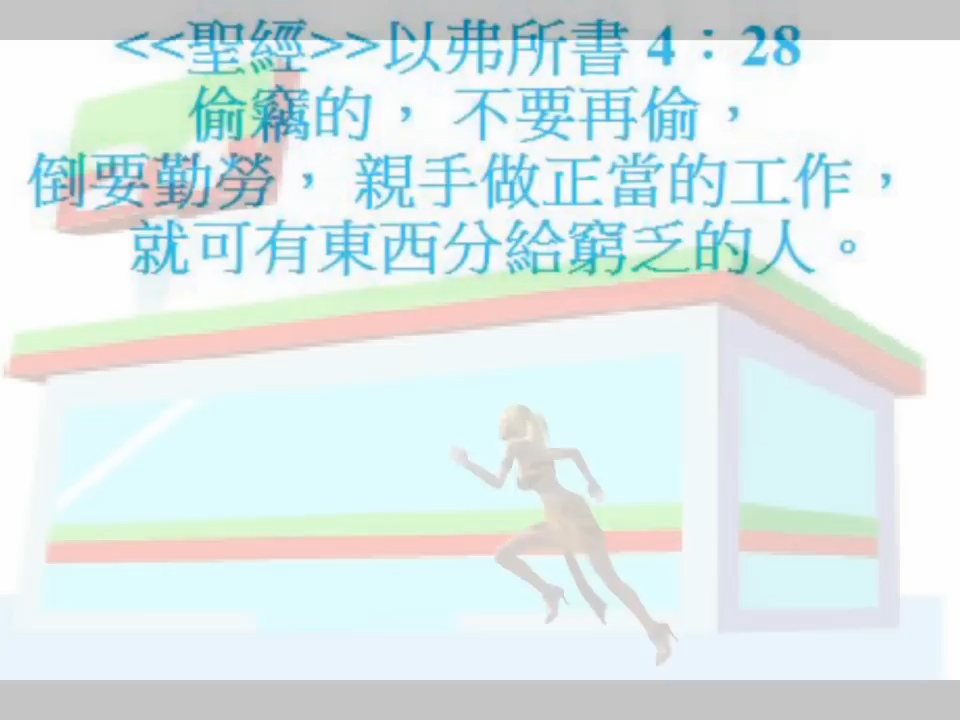 <<聖經>>以弗所書 4：28
偷竊的， 不要再偷，
倒要勤勞， 親手做正當的工作，
就可有東西分給窮乏的人。